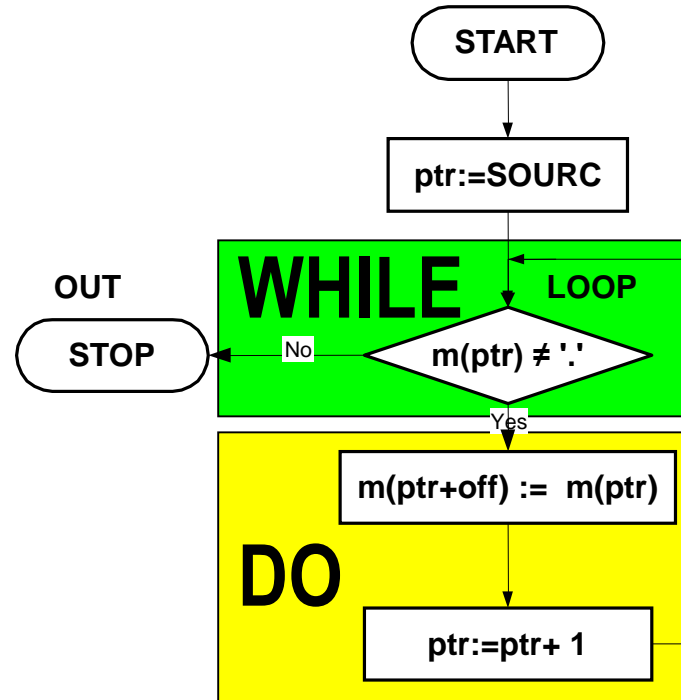 START
ptr:=SOURC
WHILE
OUT
LOOP
STOP
No
m(ptr) ≠ '.'
Yes
m(ptr+off) := m(ptr)
DO
ptr:=ptr+ 1